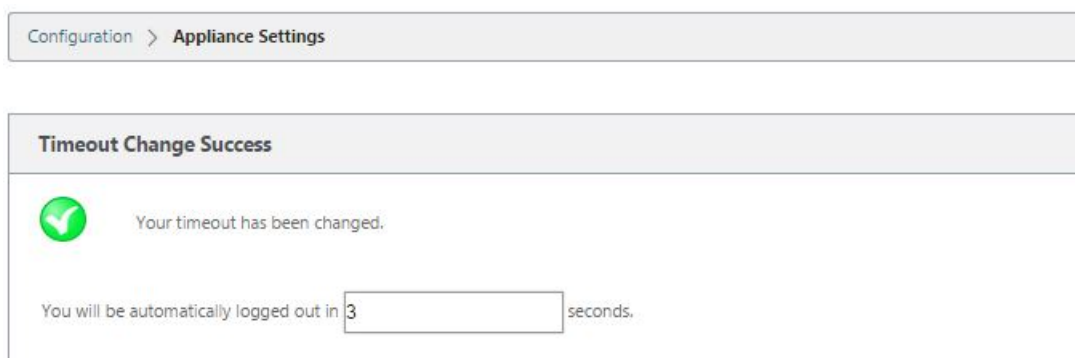 Configuration > Appliance Settings
Timeout Change Success
Your timeout has been changed.
You will be automatically logged out in 3 seconds.